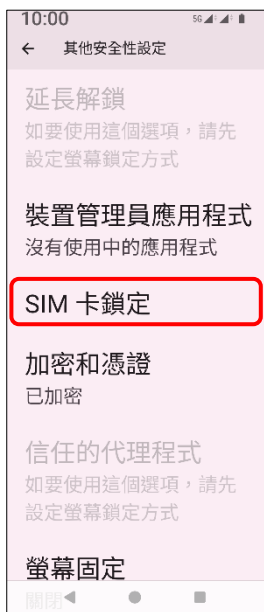 10:00 5G
其他安全性設定
延長解鎖
如要使用這個選項，請先
設定螢幕鎖定方式
裝置管理員應用程式
沒有使用中的應用程式
SIM 卡鎖定
加密和憑證
已加密
信任的代理程式
如要使用這個選項，請先
設定螢幕鎖定方式
螢幕固定
關閉